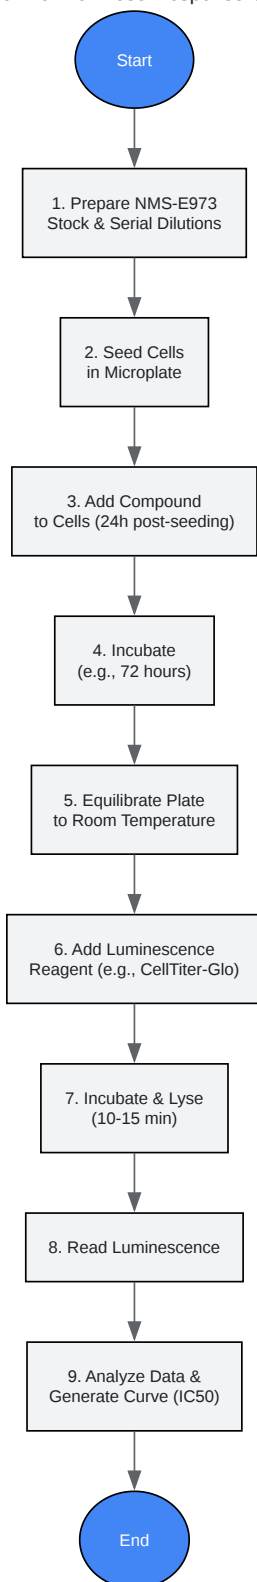 Start
1. Prepare NMS-E973
Stock & Serial Dilutions
2. Seed Cells
in Microplate
3. Add Compound
to Cells (24h post-seeding)
4. Incubate
(e.g., 72 hours)
5. Equilibrate Plate
to Room Temperature
6. Add Luminescence
Reagent (e.g., CellTiter-Glo)
7. Incubate & Lyse
(10-15 min)
8. Read Luminescence
9. Analyze Data &
Generate Curve (IC50)
End